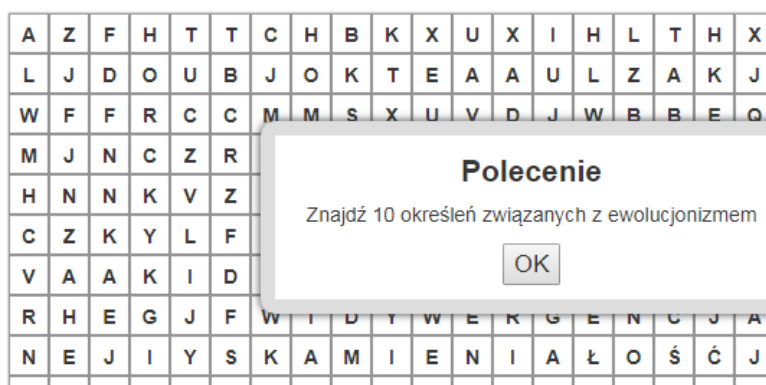 A Z F H T T C H B K X U X I H L T H X
L J D O U B J O K T E A A U L Z A K J
W F F R C C M M S X U V D J W B B E Q
M J N C Z R
Polecenie
H N N K V Z
Znajdź 10 określeń związanych z ewolucjonizmem
C Z K Y L F
OK
V A A K I D
R H E G J F W I D Y W E R G E N C J A
N E J I Y S K A M I E N I A Ł O Ś Ć J